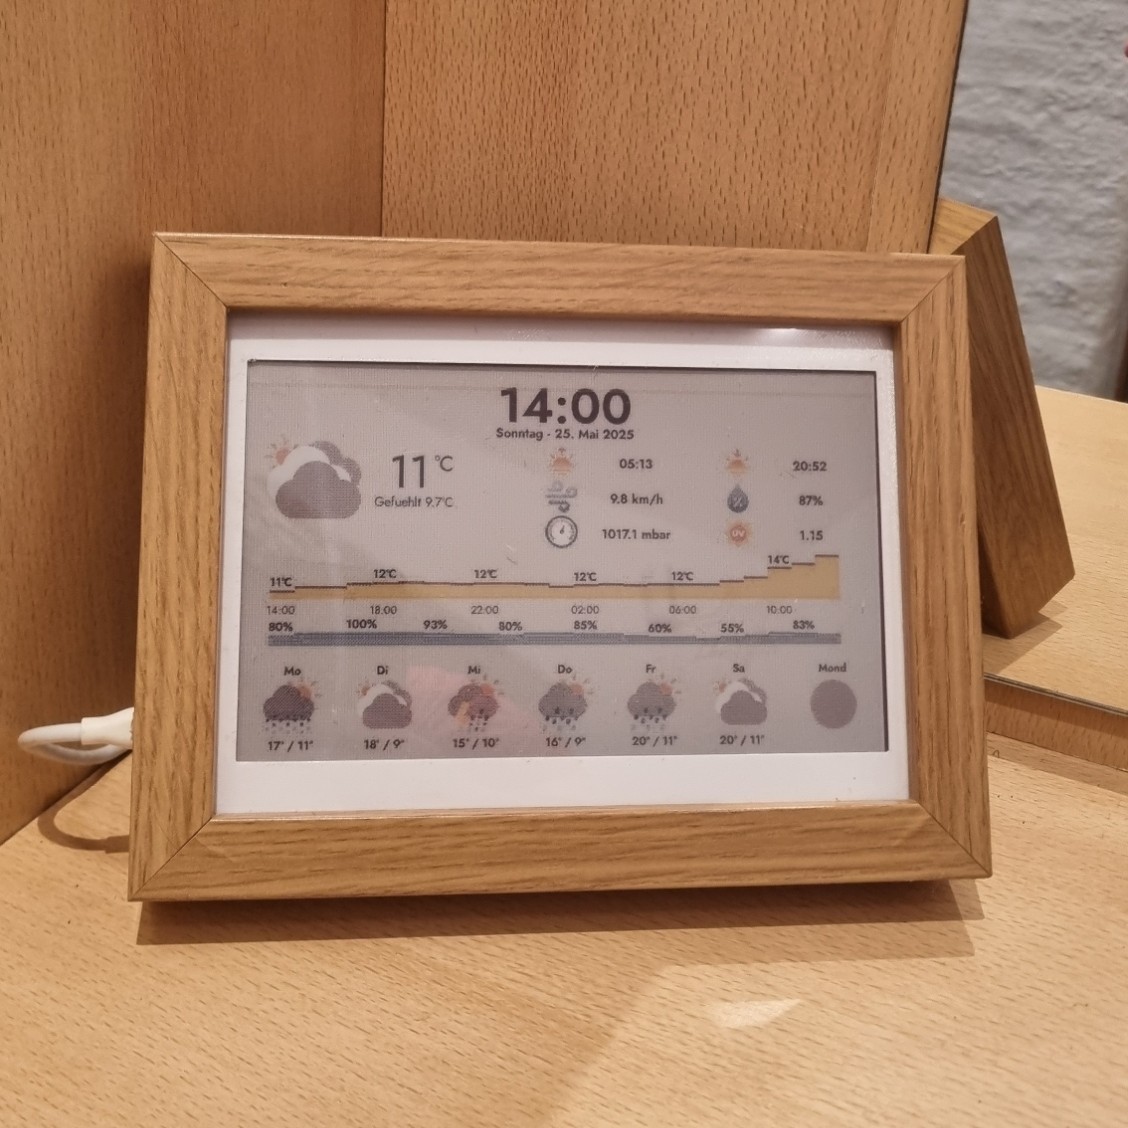 14:00
Sonntag - 25. Mai 2025
11 °C
Gefuehlt 9.7°C
05:13
20:52
9.8 km/h
%
87%
1017.1 mbar
UV
1.15
11°C 12°C 12°C 12°C 12°C 14°C
14:00 18:00 22:00 02:00 06:00 10:00
80% 100% 93% 80% 85% 60% 55% 83%
Mo Di Mi Do Fr Sa Mond
17° / 11° 18° / 9° 15° / 10° 16° / 9° 20° / 11° 20° / 11°